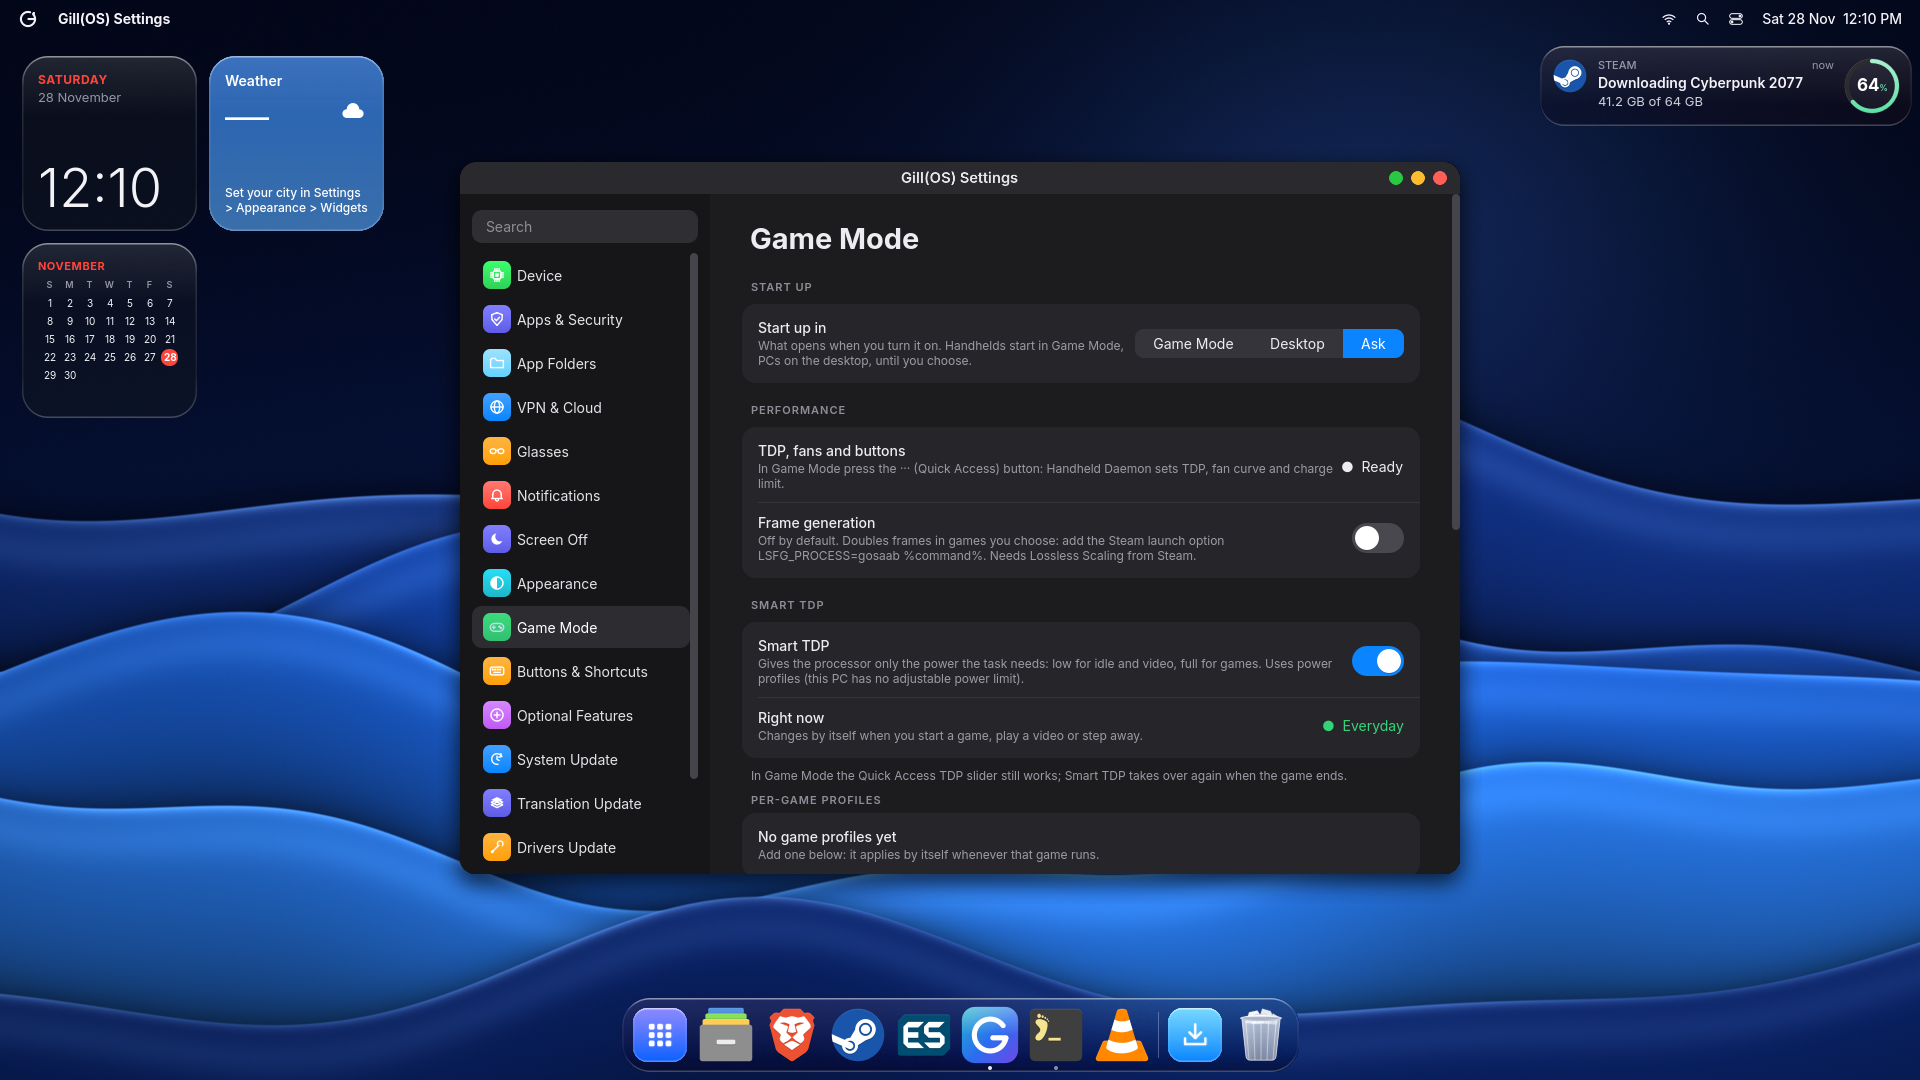 Gill(OS) Settings
Sat 28 Nov 12:10 PM
SATURDAY
28 November
12:10
Weather
Set your city in Settings
> Appearance > Widgets
NOVEMBER
S M T W T F S
1 2 3 4 5 6 7
8 9 10 11 12 13 14
15 16 17 18 19 20 21
22 23 24 25 26 27 28
29 30
STEAM
now
Downloading Cyberpunk 2077
41.2 GB of 64 GB
64%
Gill(OS) Settings
Search
Device
Apps & Security
App Folders
VPN & Cloud
Glasses
Notifications
Screen Off
Appearance
Game Mode
Buttons & Shortcuts
Optional Features
System Update
Translation Update
Drivers Update
Game Mode
START UP
Start up in
What opens when you turn it on. Handhelds start in Game Mode,
PCs on the desktop, until you choose.
Game Mode Desktop Ask
PERFORMANCE
TDP, fans and buttons
In Game Mode press the ··· (Quick Access) button: Handheld Daemon sets TDP, fan curve and charge
limit.
Ready
Frame generation
Off by default. Doubles frames in games you choose: add the Steam launch option
LSFG_PROCESS=gosaab %command%. Needs Lossless Scaling from Steam.
SMART TDP
Smart TDP
Gives the processor only the power the task needs: low for idle and video, full for games. Uses power
profiles (this PC has no adjustable power limit).
Right now
Changes by itself when you start a game, play a video or step away.
Everyday
In Game Mode the Quick Access TDP slider still works; Smart TDP takes over again when the game ends.
PER-GAME PROFILES
No game profiles yet
Add one below: it applies by itself whenever that game runs.
ES